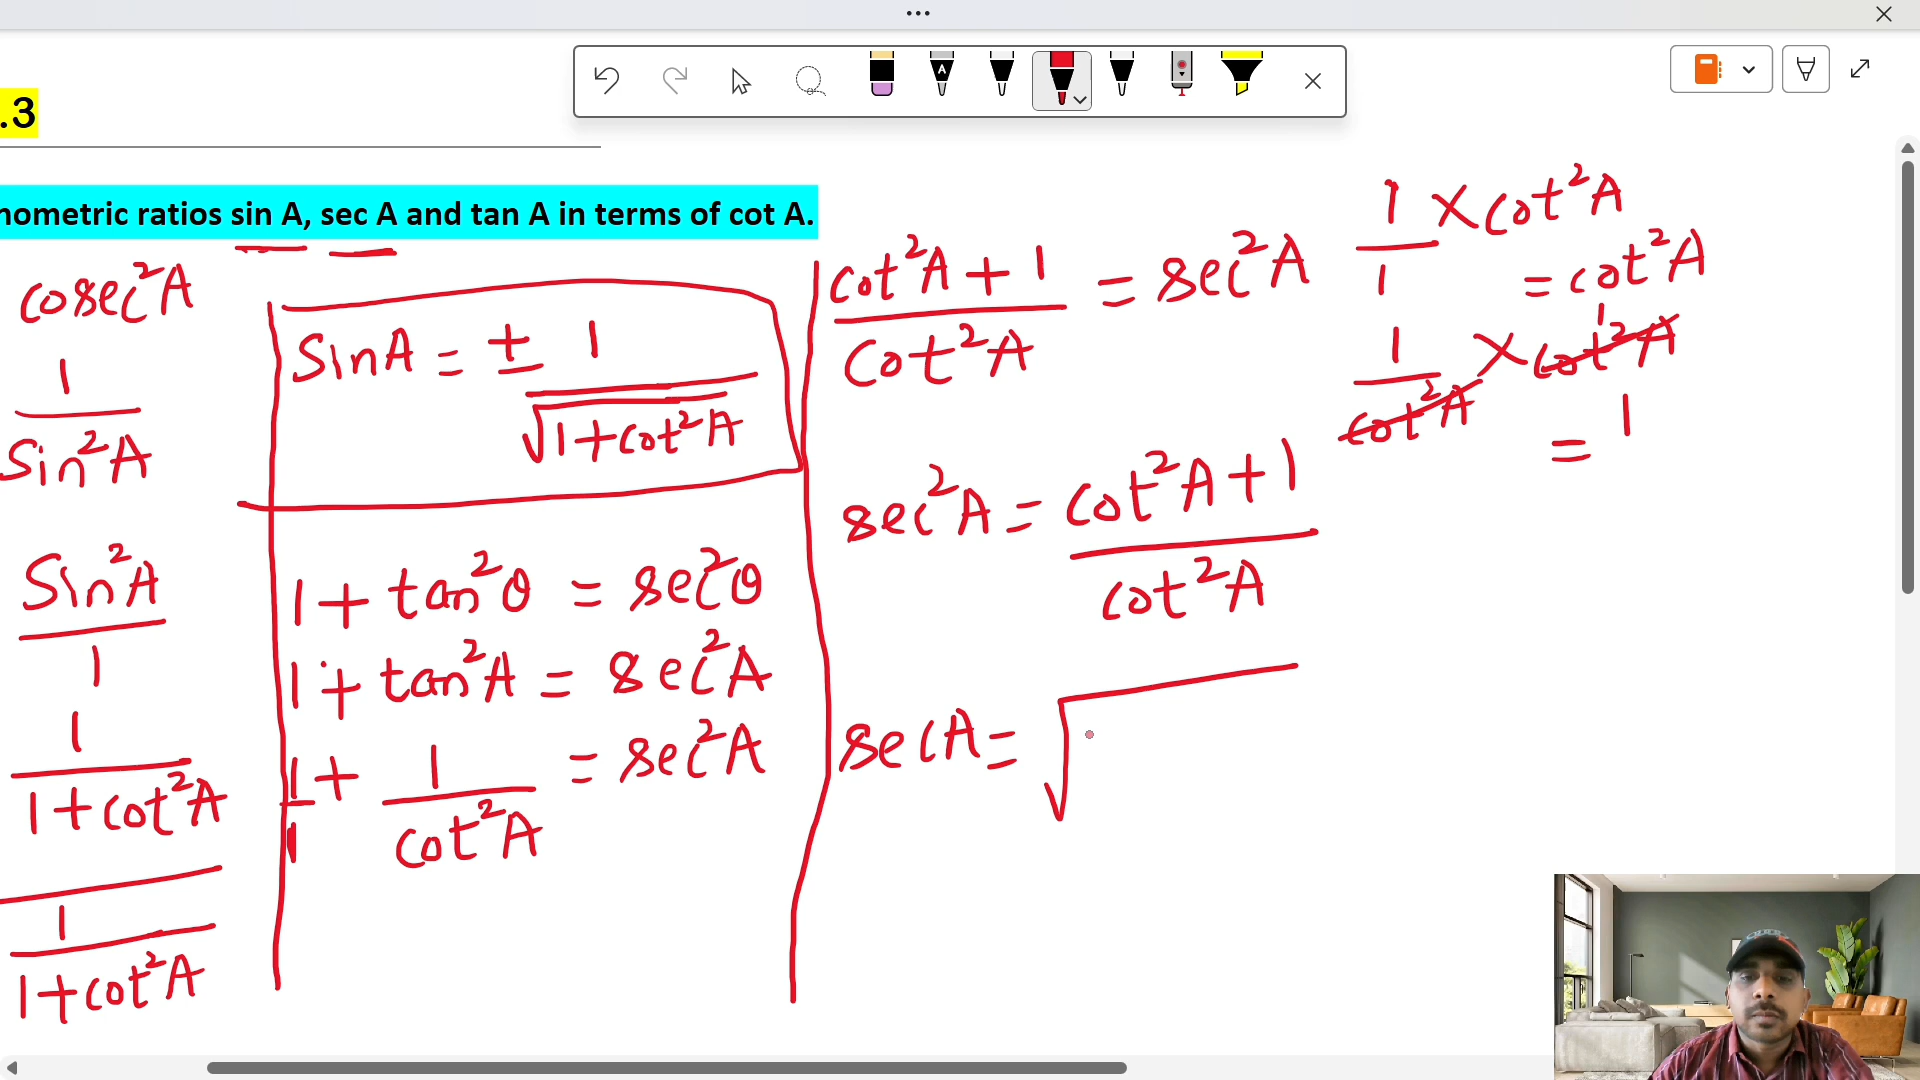 .3
nometric ratios sin A, sec A and tan A in terms of cot A.
cosec²A
1
sin²A
Sin²A
1
1
1+cot²A
1
1+cot²A
SinA = ± 1
√1+cot²A
1 + tan²θ = sec²θ
1 + tan²A = sec²A
1/1 + 1/cot²A = sec²A
cot²A + 1 = sec²A
cot²A
sec²A = cot²A+1
cot²A
secA = √
1/1 × cot²A
= cot²A
1
1/cot²A × cot²A
= 1